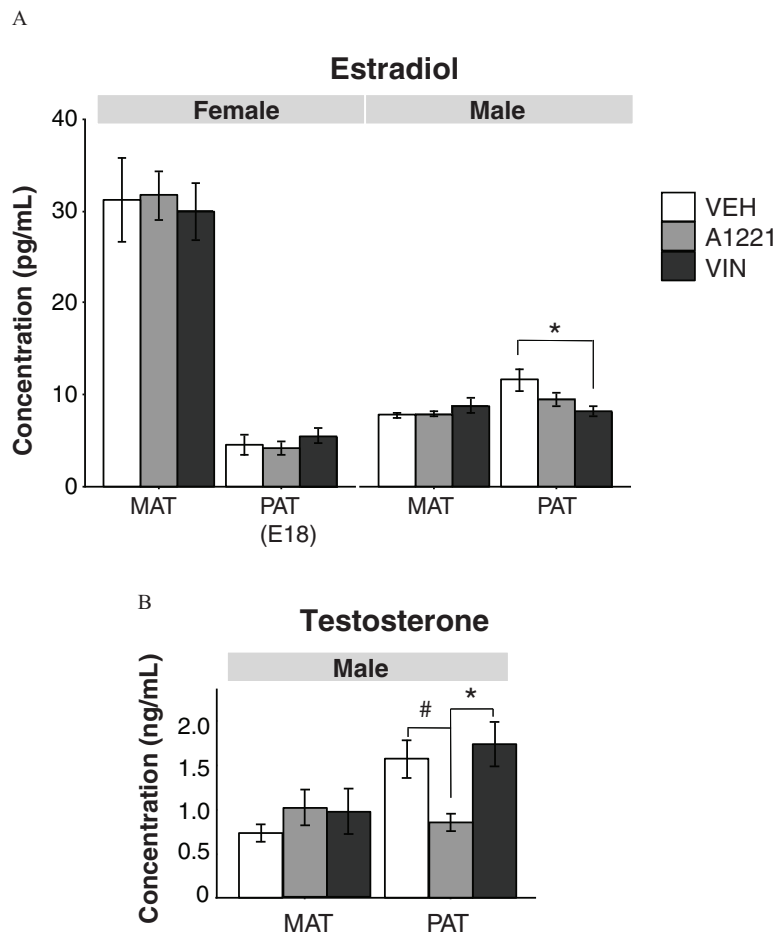 A
Estradiol
Female Male
40
30
20
10
0
Concentration (pg/mL)
VEH
A1221
VIN
*
MAT PAT MAT PAT
(E18)
B
Testosterone
Male
2.0
1.5
1.0
0.5
0
Concentration (ng/mL)
# *
MAT PAT